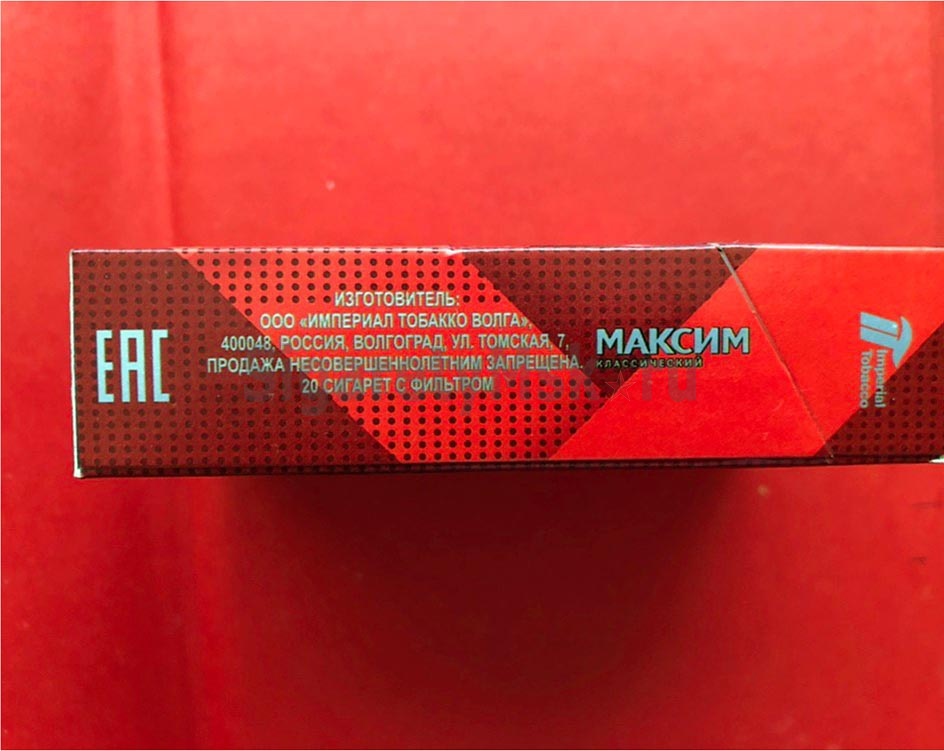 EAC
ИЗГОТОВИТЕЛЬ:
ООО «ИМПЕРИАЛ ТОБАККО ВОЛГА»,
400048, РОССИЯ, ВОЛГОГРАД, УЛ. ТОМСКАЯ, 7,
ПРОДАЖА НЕСОВЕРШЕННОЛЕТНИМ ЗАПРЕЩЕНА.
20 СИГАРЕТ С ФИЛЬТРОМ
МАКСИМ
КЛАССИЧЕСКИЙ
Imperial
Tobacco